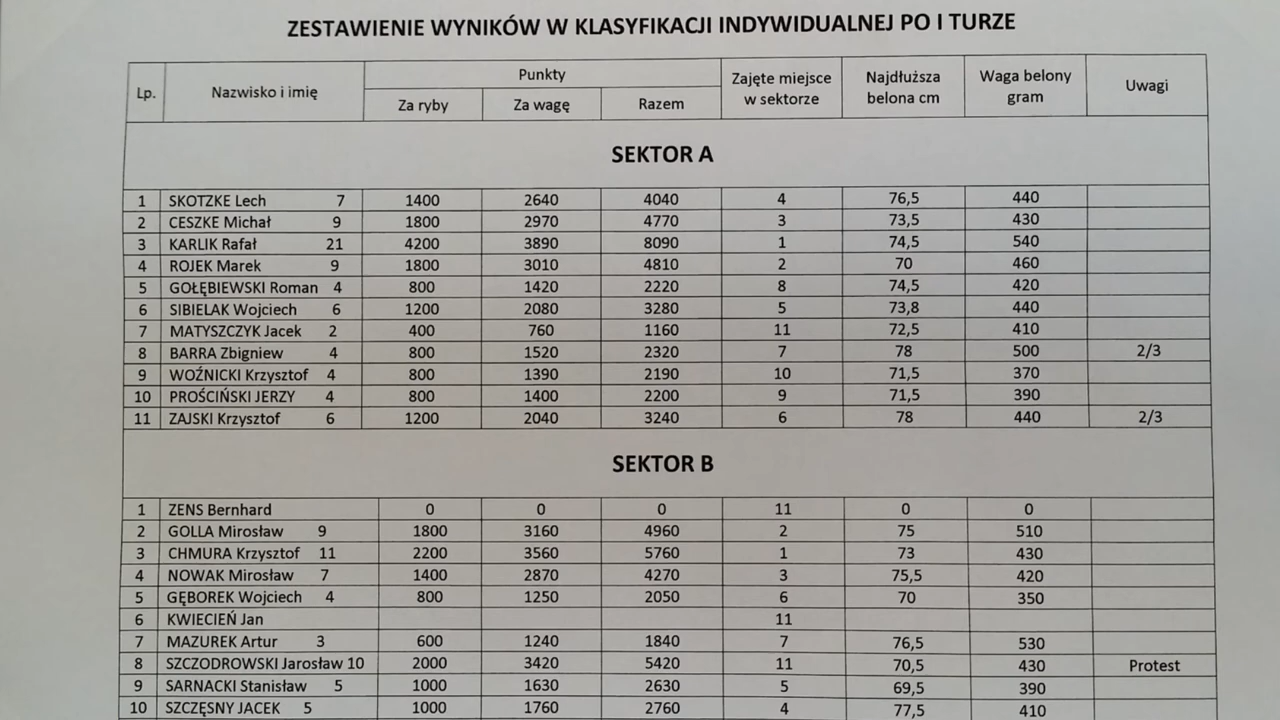 ZESTAWIENIE WYNIKÓW W KLASYFIKACJI INDYWIDUALNEJ PO I TURZE
Lp. Nazwisko i imię Punkty Zajęte miejsce w sektorze Najdłuższa belona cm Waga belony gram Uwagi
Za ryby Za wagę Razem
SEKTOR A
1 SKOTZKE Lech 7 1400 2640 4040 4 76,5 440
2 CESZKE Michał 9 1800 2970 4770 3 73,5 430
3 KARLIK Rafał 21 4200 3890 8090 1 74,5 540
4 ROJEK Marek 9 1800 3010 4810 2 70 460
5 GOŁĘBIEWSKI Roman 4 800 1420 2220 8 74,5 420
6 SIBIELAK Wojciech 6 1200 2080 3280 5 73,8 440
7 MATYSZCZYK Jacek 2 400 760 1160 11 72,5 410
8 BARRA Zbigniew 4 800 1520 2320 7 78 500 2/3
9 WOŹNICKI Krzysztof 4 800 1390 2190 10 71,5 370
10 PROŚCIŃSKI JERZY 4 800 1400 2200 9 71,5 390
11 ZAJSKI Krzysztof 6 1200 2040 3240 6 78 440 2/3
SEKTOR B
1 ZENS Bernhard 0 0 0 11 0 0
2 GOLLA Mirosław 9 1800 3160 4960 2 75 510
3 CHMURA Krzysztof 11 2200 3560 5760 1 73 430
4 NOWAK Mirosław 7 1400 2870 4270 3 75,5 420
5 GĘBOREK Wojciech 4 800 1250 2050 6 70 350
6 KWIECIEŃ Jan 11
7 MAZUREK Artur 3 600 1240 1840 7 76,5 530
8 SZCZODROWSKI Jarosław 10 2000 3420 5420 11 70,5 430 Protest
9 SARNACKI Stanisław 5 1000 1630 2630 5 69,5 390
10 SZCZĘSNY JACEK 5 1000 1760 2760 4 77,5 410